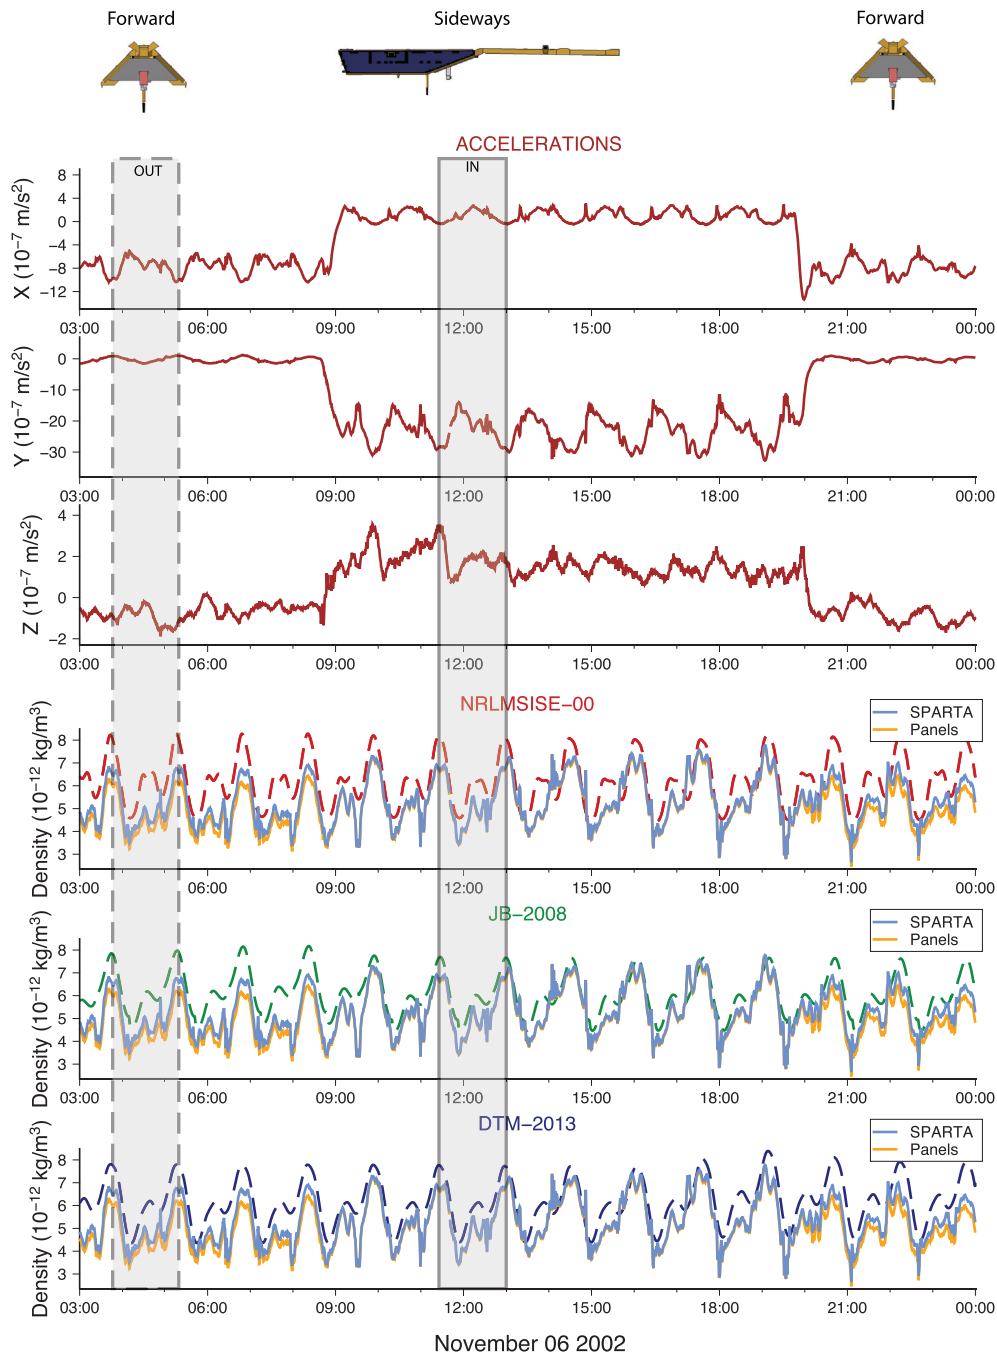 Forward Sideways Forward
ACCELERATIONS
OUT IN
X (10⁻⁷ m/s²)
8
4
0
−4
−8
−12
03:00 06:00 09:00 12:00 15:00 18:00 21:00 00:00
Y (10⁻⁷ m/s²)
0
−10
−20
−30
03:00 06:00 09:00 12:00 15:00 18:00 21:00 00:00
Z (10⁻⁷ m/s²)
4
2
0
−2
03:00 06:00 09:00 12:00 15:00 18:00 21:00 00:00
NRLMSISE−00
SPARTA
Panels
Density (10⁻¹² kg/m³)
8
7
6
5
4
3
03:00 06:00 09:00 12:00 15:00 18:00 21:00 00:00
JB−2008
SPARTA
Panels
Density (10⁻¹² kg/m³)
8
7
6
5
4
3
03:00 06:00 09:00 12:00 15:00 18:00 21:00 00:00
DTM−2013
SPARTA
Panels
Density (10⁻¹² kg/m³)
8
7
6
5
4
3
03:00 06:00 09:00 12:00 15:00 18:00 21:00 00:00
November 06 2002